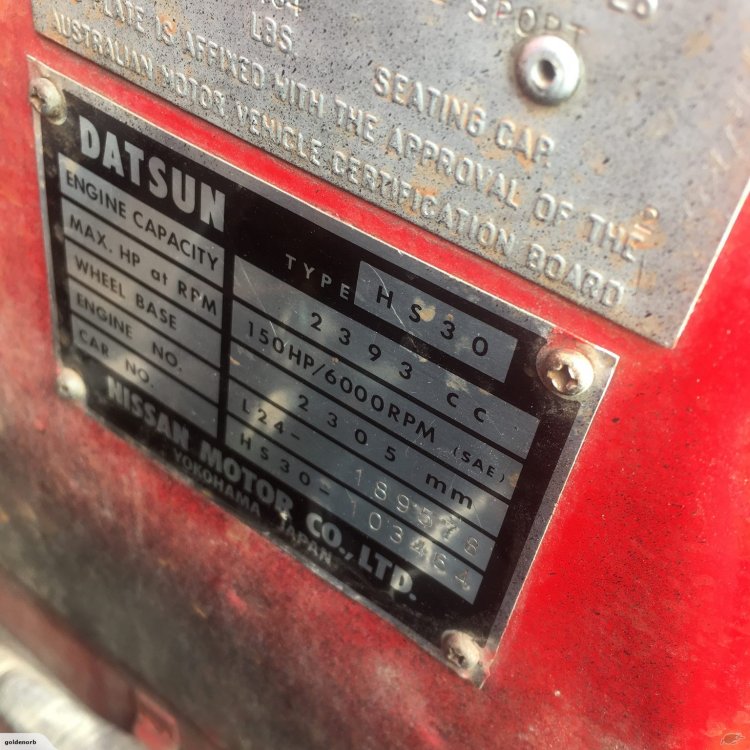 SPORT
LBS.
SEATING CAP.
PLATE IS AFFIXED WITH THE APPROVAL OF THE
AUSTRALIAN MOTOR VEHICLE CERTIFICATION BOARD
DATSUN
TYPE HS30
ENGINE CAPACITY 2393 CC
MAX. HP at RPM 150HP/6000RPM (SAE)
WHEEL BASE 2305 mm
ENGINE NO. L24- 189578
CAR NO. HS30-103464
NISSAN MOTOR CO., LTD.
YOKOHAMA JAPAN
goldenorb